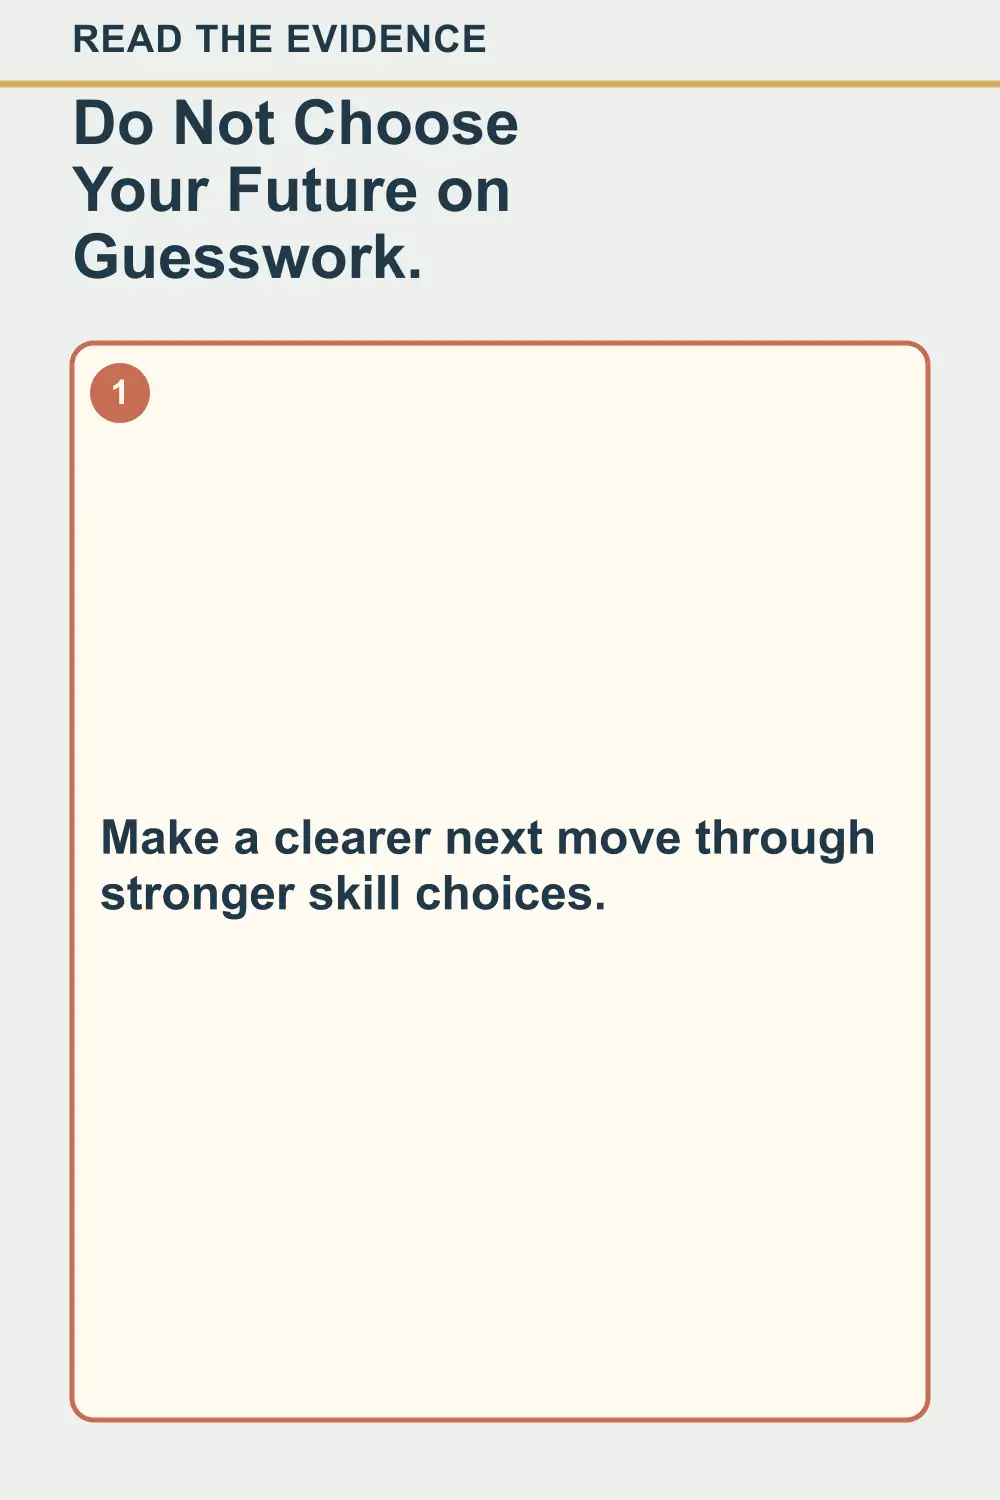 READ THE EVIDENCE
Do Not Choose
Your Future on
Guesswork.
1
Make a clearer next move through
stronger skill choices.